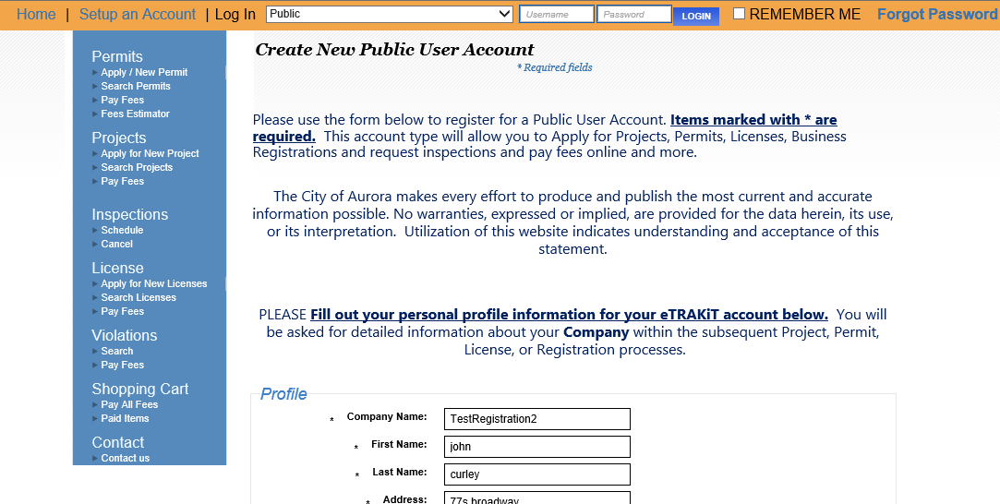 Home | Setup an Account | Log In Public Username Password LOGIN REMEMBER ME Forgot Password
Permits
Apply / New Permit
Search Permits
Pay Fees
Fees Estimator
Projects
Apply for New Project
Search Projects
Pay Fees
Inspections
Schedule
Cancel
License
Apply for New Licenses
Search Licenses
Pay Fees
Violations
Search
Pay Fees
Shopping Cart
Pay All Fees
Paid Items
Contact
Contact us
Create New Public User Account
* Required fields
Please use the form below to register for a Public User Account. Items marked with * are
required. This account type will allow you to Apply for Projects, Permits, Licenses, Business
Registrations and request inspections and pay fees online and more.
The City of Aurora makes every effort to produce and publish the most current and accurate
information possible. No warranties, expressed or implied, are provided for the data herein, its use,
or its interpretation. Utilization of this website indicates understanding and acceptance of this
statement.
PLEASE Fill out your personal profile information for your eTRAKiT account below. You will
be asked for detailed information about your Company within the subsequent Project, Permit,
License, or Registration processes.
Profile
* Company Name: TestRegistration2
* First Name: john
* Last Name: curley
* Address: 77s broadway